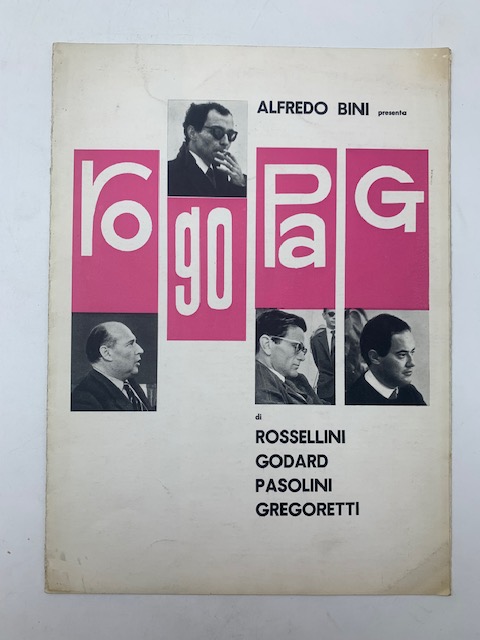 ALFREDO BINI presenta
ro go Pa G
di
ROSSELLINI
GODARD
PASOLINI
GREGORETTI